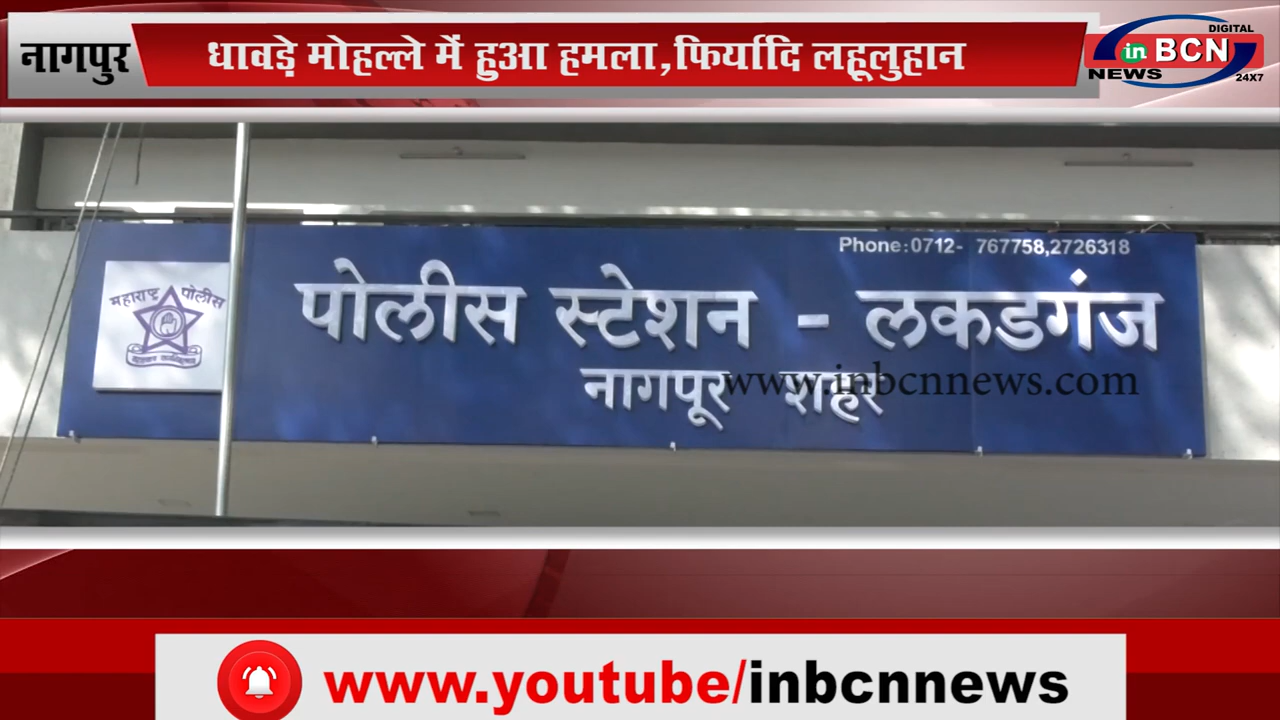 नागपुर
धावड़े मोहल्ले में हुआ हमला,फिर्यादि लहूलुहान
DIGITAL
in BCN
NEWS 24X7
Phone:0712- 767758,2726318
महाराष्ट्र पोलीस
पोलीस स्टेशन - लकडगंज
नागपूर शहर
www.inbcnnews.com
www.youtube/inbcnnews